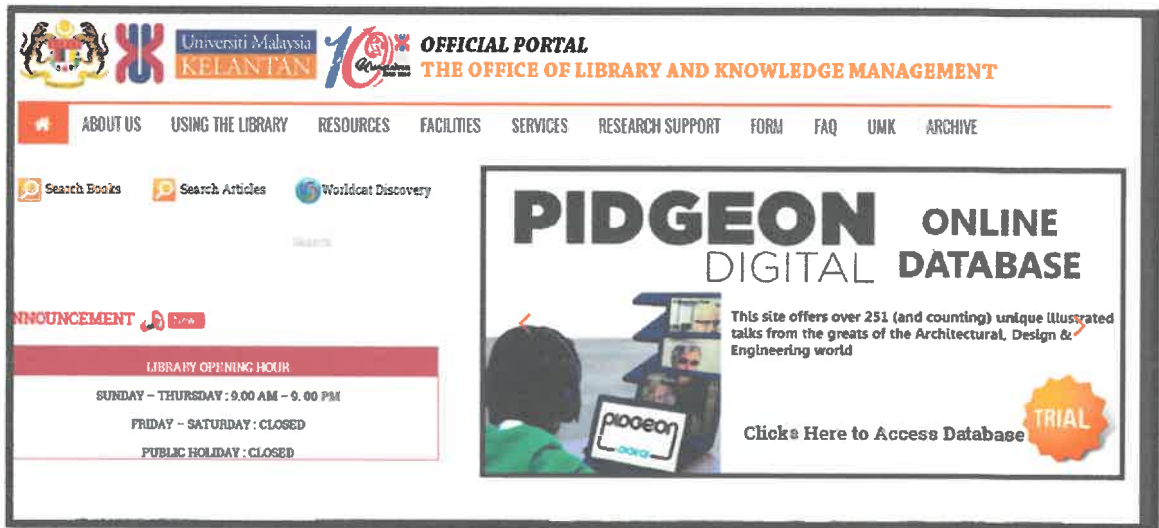 Universiti Malaysia
KELANTAN
10
OFFICIAL PORTAL
THE OFFICE OF LIBRARY AND KNOWLEDGE MANAGEMENT
ABOUT US USING THE LIBRARY RESOURCES FACILITIES SERVICES RESEARCH SUPPORT FORM FAQ UMK ARCHIVE
Search Books Search Articles Worldcat Discovery
Search
NNOUNCEMENT New
LIBRARY OPENING HOUR
SUNDAY – THURSDAY : 9.00 AM – 9. 00 PM
FRIDAY – SATURDAY : CLOSED
PUBLIC HOLIDAY : CLOSED
PIDGEON
DIGITAL
ONLINE
DATABASE
This site offers over 251 (and counting) unique illustrated
talks from the greats of the Architectural, Design &
Engineering world
PIDGEON
DIGITAL
Clicks Here to Access Database
TRIAL